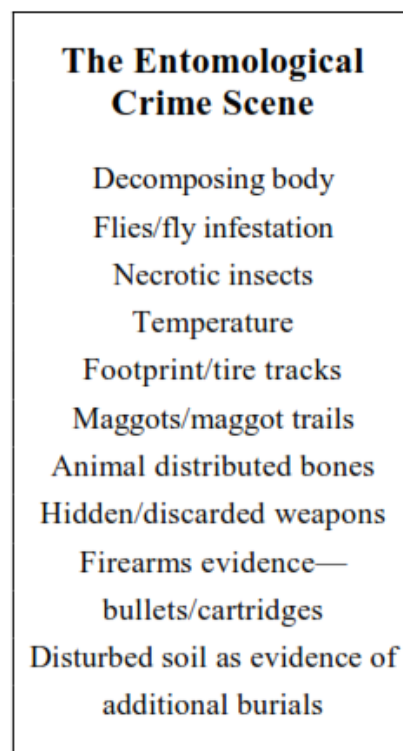 The Entomological
Crime Scene
Decomposing body
Flies/fly infestation
Necrotic insects
Temperature
Footprint/tire tracks
Maggots/maggot trails
Animal distributed bones
Hidden/discarded weapons
Firearms evidence—
bullets/cartridges
Disturbed soil as evidence of
additional burials